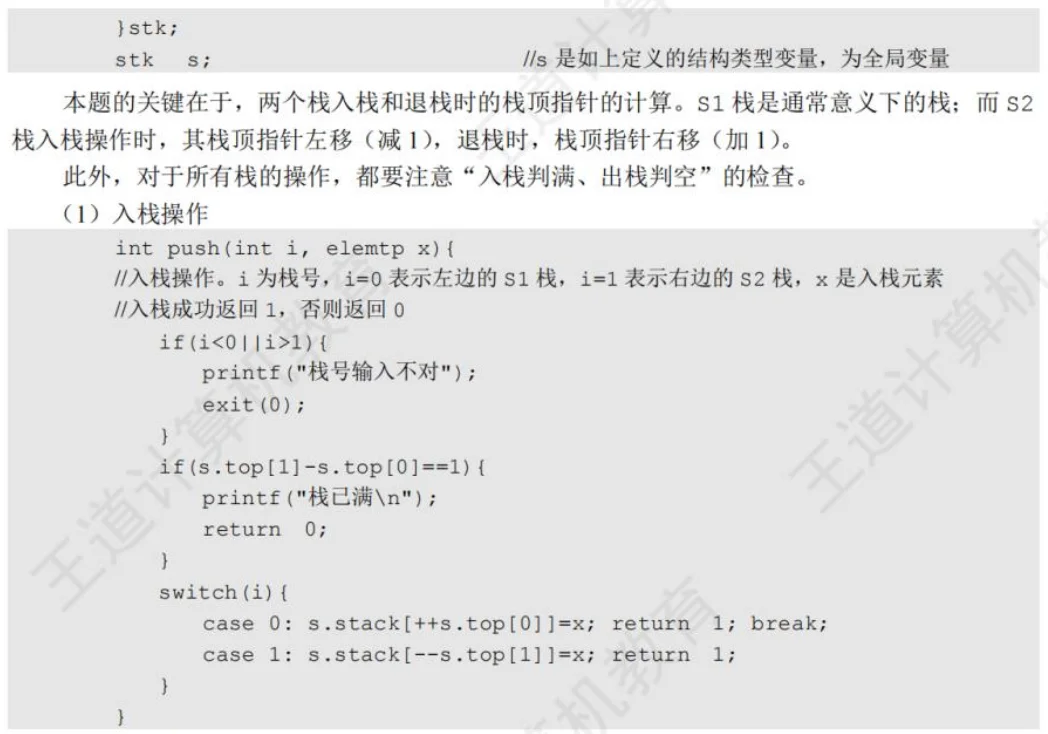 }stk;
stk s; //s 是如上定义的结构类型变量，为全局变量
本题的关键在于，两个栈入栈和退栈时的栈顶指针的计算。S1 栈是通常意义下的栈；而 S2
栈入栈操作时，其栈顶指针左移（减 1），退栈时，栈顶指针右移（加 1）。
此外，对于所有栈的操作，都要注意“入栈判满、出栈判空”的检查。
（1）入栈操作
int push(int i, elemtp x){
//入栈操作。i 为栈号，i=0 表示左边的 S1 栈，i=1 表示右边的 S2 栈，x 是入栈元素
//入栈成功返回 1，否则返回 0
if(i<0||i>1){
printf("栈号输入不对");
exit(0);
}
if(s.top[1]-s.top[0]==1){
printf("栈已满\n");
return 0;
}
switch(i){
case 0: s.stack[++s.top[0]]=x; return 1; break;
case 1: s.stack[--s.top[1]]=x; return 1;
}
}
王道计算机教育
王道计算机教
算机教育